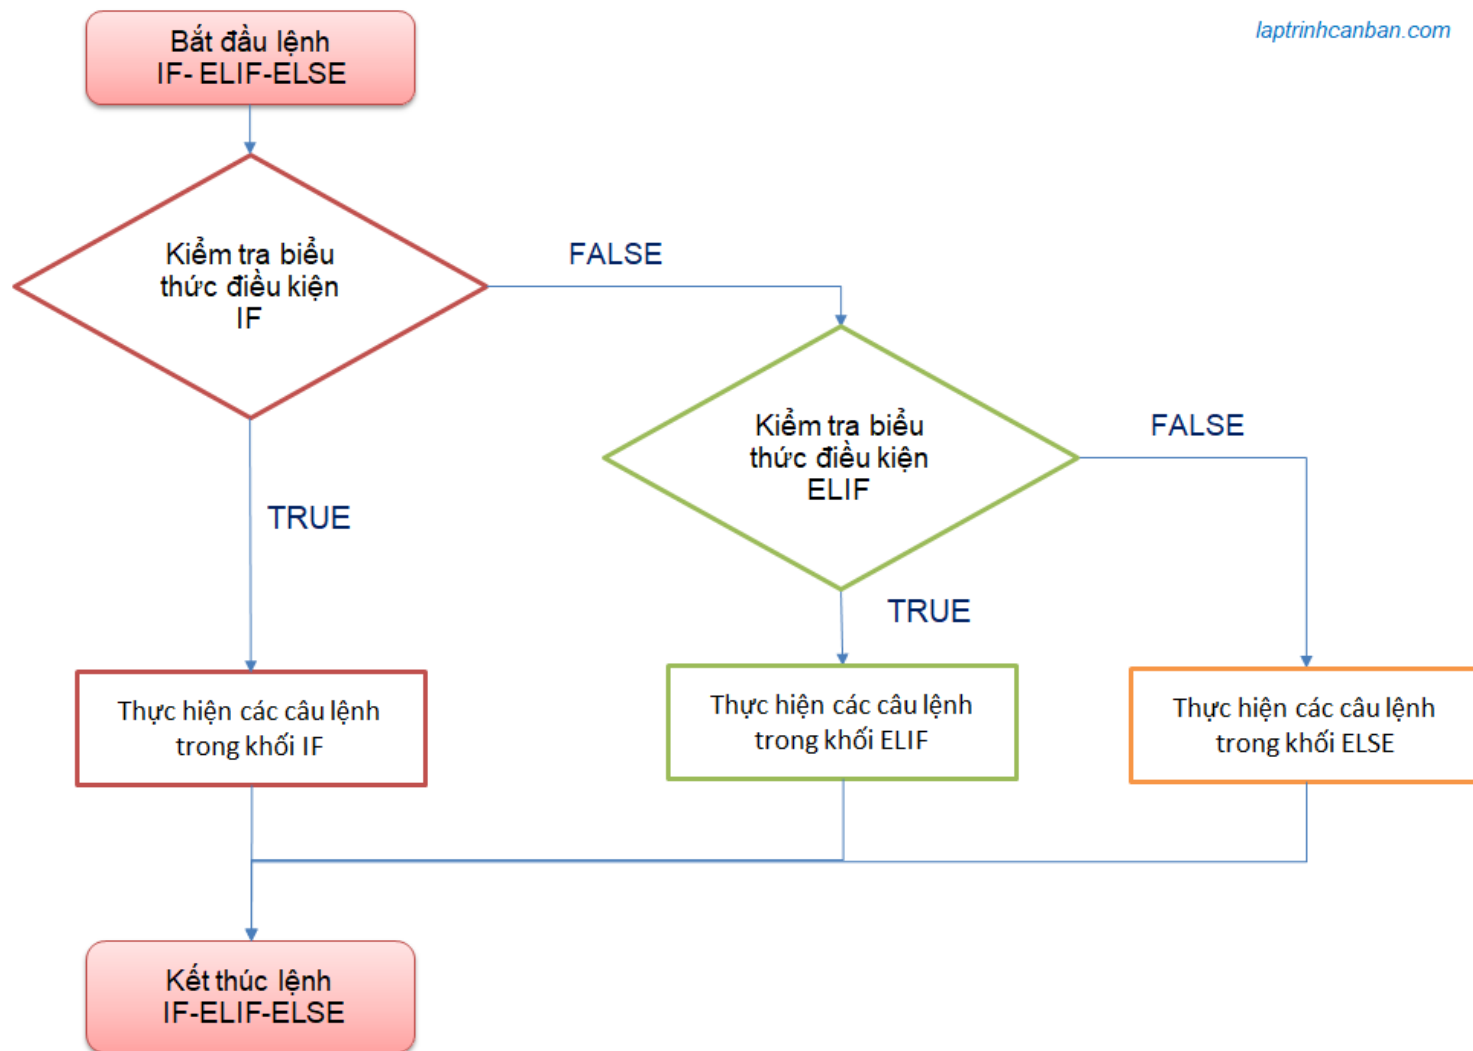 laptrinhcanban.com
Bắt đầu lệnh
IF- ELIF-ELSE
Kiểm tra biểu
thức điều kiện
IF
FALSE
Kiểm tra biểu
thức điều kiện
ELIF
FALSE
TRUE
TRUE
Thực hiện các câu lệnh
trong khối IF
Thực hiện các câu lệnh
trong khối ELIF
Thực hiện các câu lệnh
trong khối ELSE
Kết thúc lệnh
IF-ELIF-ELSE